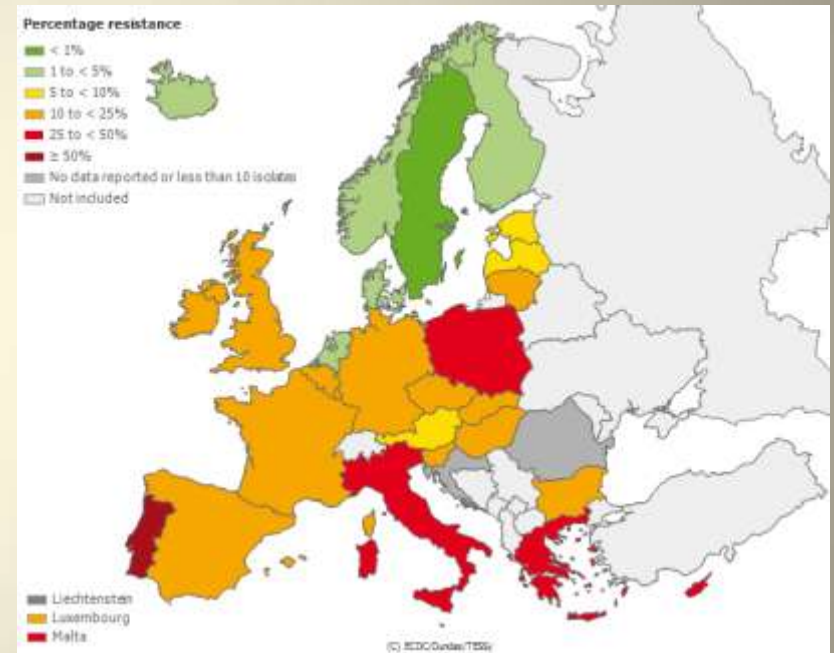 Percentage resistance
< 1%
1 to < 5%
5 to < 10%
10 to < 25%
25 to < 50%
≥ 50%
No data reported or less than 10 isolates
Not included
Liechtenstein
Luxembourg
Malta
(C) ECDC/Dundas/TESSy